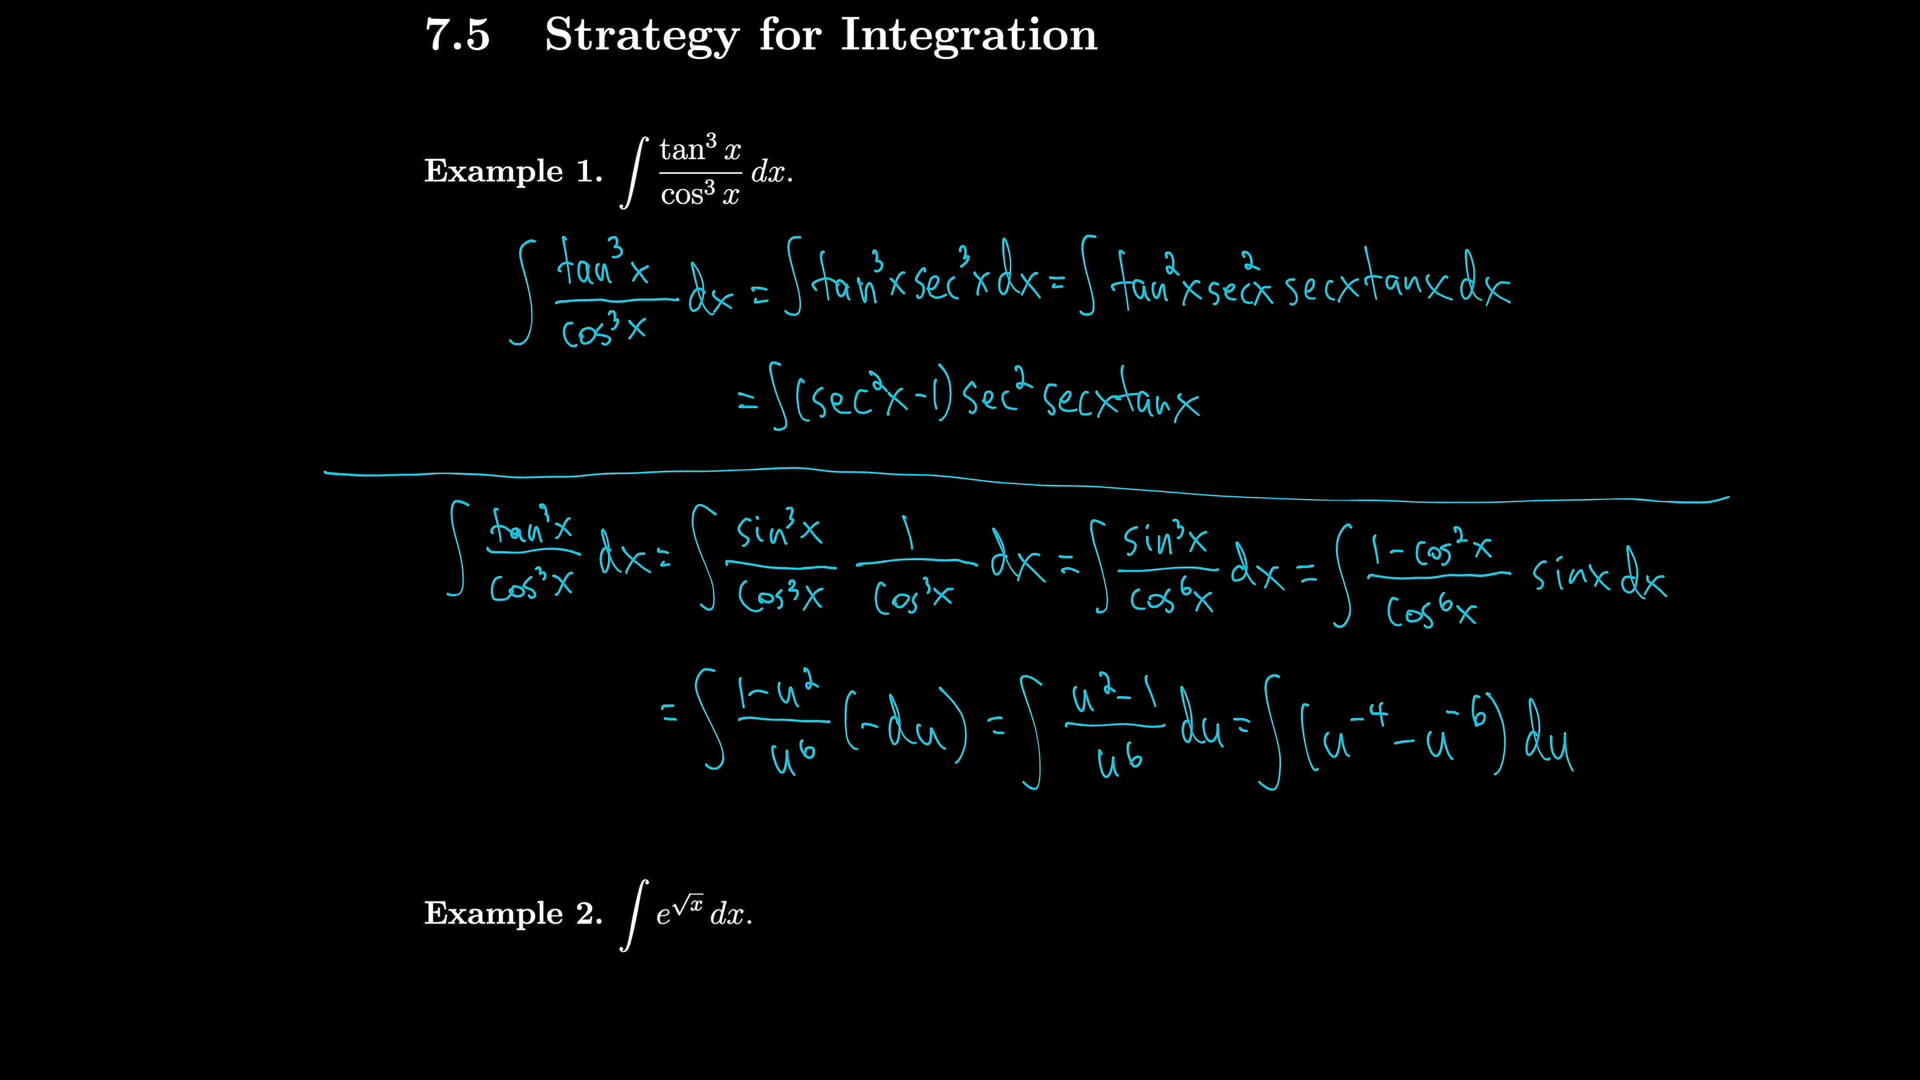 7.5 Strategy for Integration
Example 1. ∫ tan³ x / cos³ x dx.
∫ tan³x / cos³x dx = ∫ tan³x sec³x dx = ∫ tan²x sec²x secx tanx dx
= ∫ (sec²x - 1) sec² secx tanx
∫ tan³x / cos³x dx = ∫ sin³x / cos³x 1 / cos³x dx = ∫ sin³x / cos⁶x dx = ∫ 1 - cos²x / cos⁶x sinx dx
= ∫ 1 - u² / u⁶ (-du) = ∫ u² - 1 / u⁶ du = ∫ (u⁻⁴ - u⁻⁶) du
Example 2. ∫ e^√x dx.